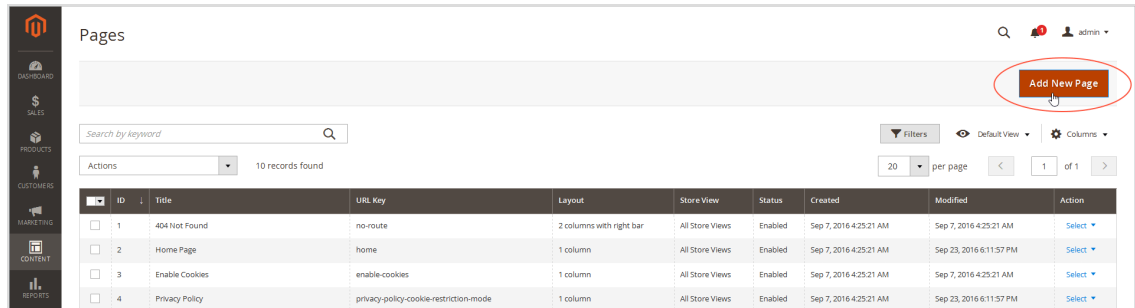 Pages
1
admin
Add New Page
DASHBOARD
SALES
PRODUCTS
CUSTOMERS
MARKETING
CONTENT
REPORTS
Search by keyword
Filters
Default View
Columns
Actions
10 records found
20 per page
1 of 1
ID Title URL Key Layout Store View Status Created Modified Action
1 404 Not Found no-route 2 columns with right bar All Store Views Enabled Sep 7, 2016 4:25:21 AM Sep 7, 2016 4:25:21 AM Select
2 Home Page home 1 column All Store Views Enabled Sep 7, 2016 4:25:21 AM Sep 23, 2016 6:11:57 PM Select
3 Enable Cookies enable-cookies 1 column All Store Views Enabled Sep 7, 2016 4:25:21 AM Sep 7, 2016 4:25:21 AM Select
4 Privacy Policy privacy-policy-cookie-restriction-mode 1 column All Store Views Enabled Sep 7, 2016 4:25:21 AM Sep 23, 2016 6:11:57 PM Select